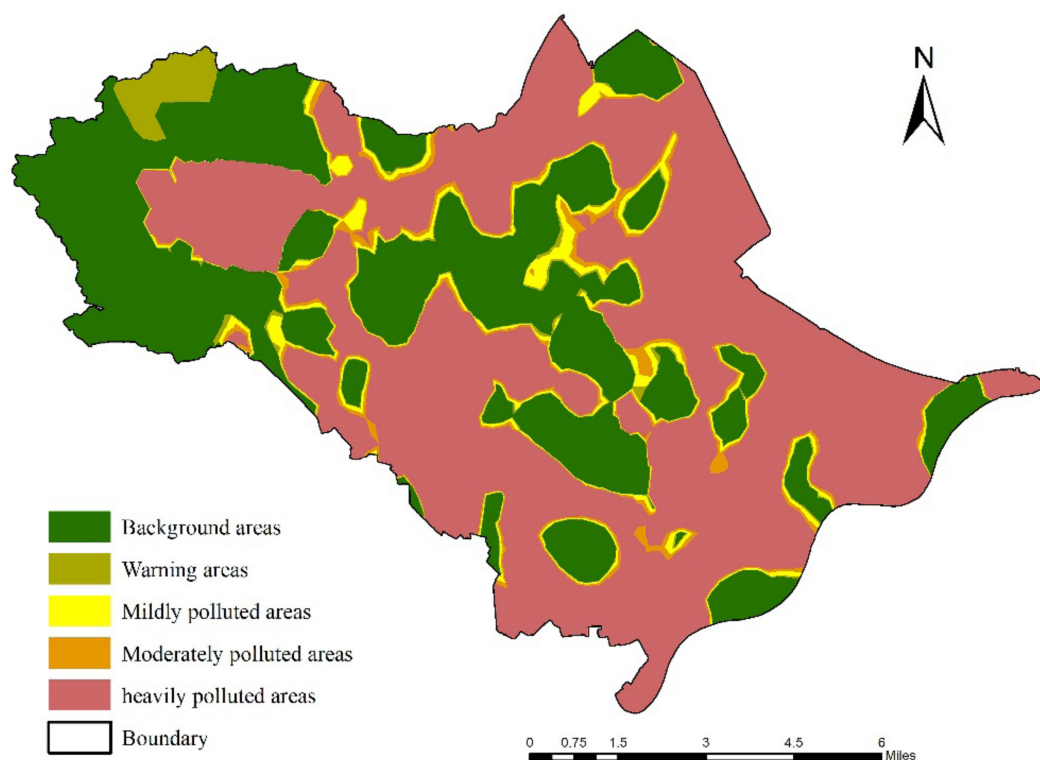 N
Background areas
Warning areas
Mildly polluted areas
Moderately polluted areas
heavily polluted areas
Boundary
0 0.75 1.5 3 4.5 6
Miles